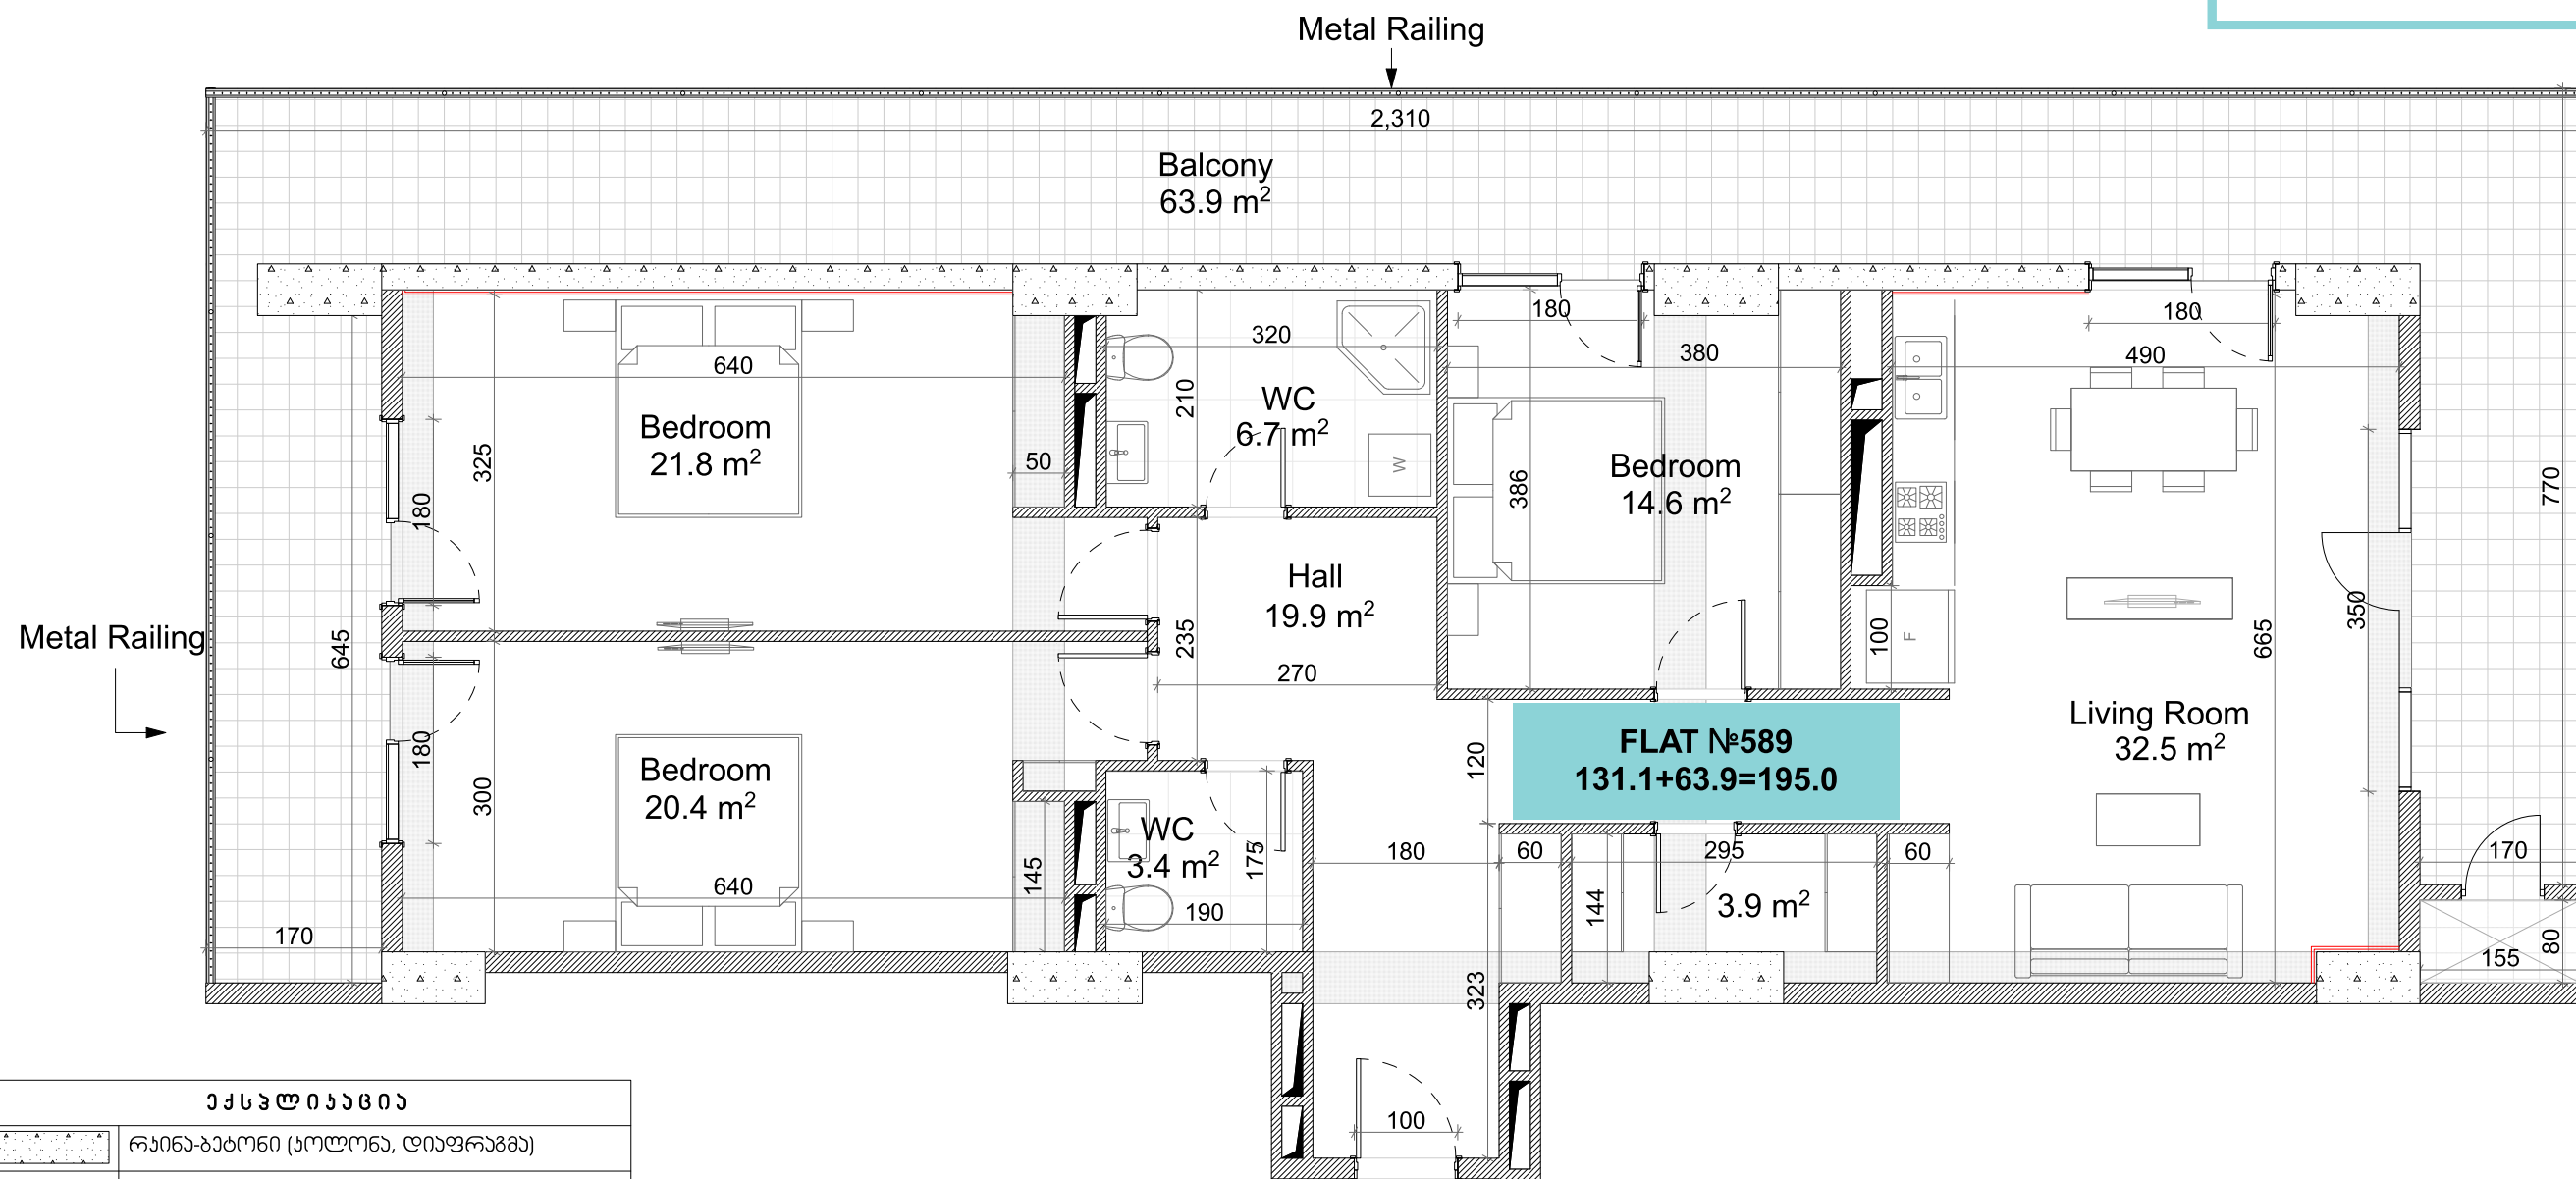 Metal Railing
2,310
Balcony
63.9 m²
180
180
320
380
490
640
210
WC
6.7 m²
Bedroom
21.8 m²
325
50
W
386
Bedroom
14.6 m²
770
180
Hall
19.9 m²
350
Metal Railing
645
235
100
F
665
270
Living Room
32.5 m²
180
120
FLAT №589
131.1+63.9=195.0
Bedroom
20.4 m²
300
WC
3.4 m²
175
145
180
60
295
60
170
640
190
144
3.9 m²
170
80
155
323
100
ექსპლიკაცია
რკინა-ბეტონი (კოლონა, დიაფრაგმა)